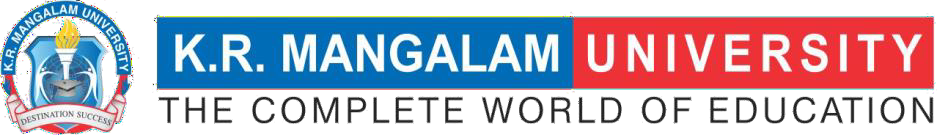 K.R. MANGALAM UNIVERSITY
DESTINATION SUCCESS
K.R. MANGALAM UNIVERSITY
THE COMPLETE WORLD OF EDUCATION